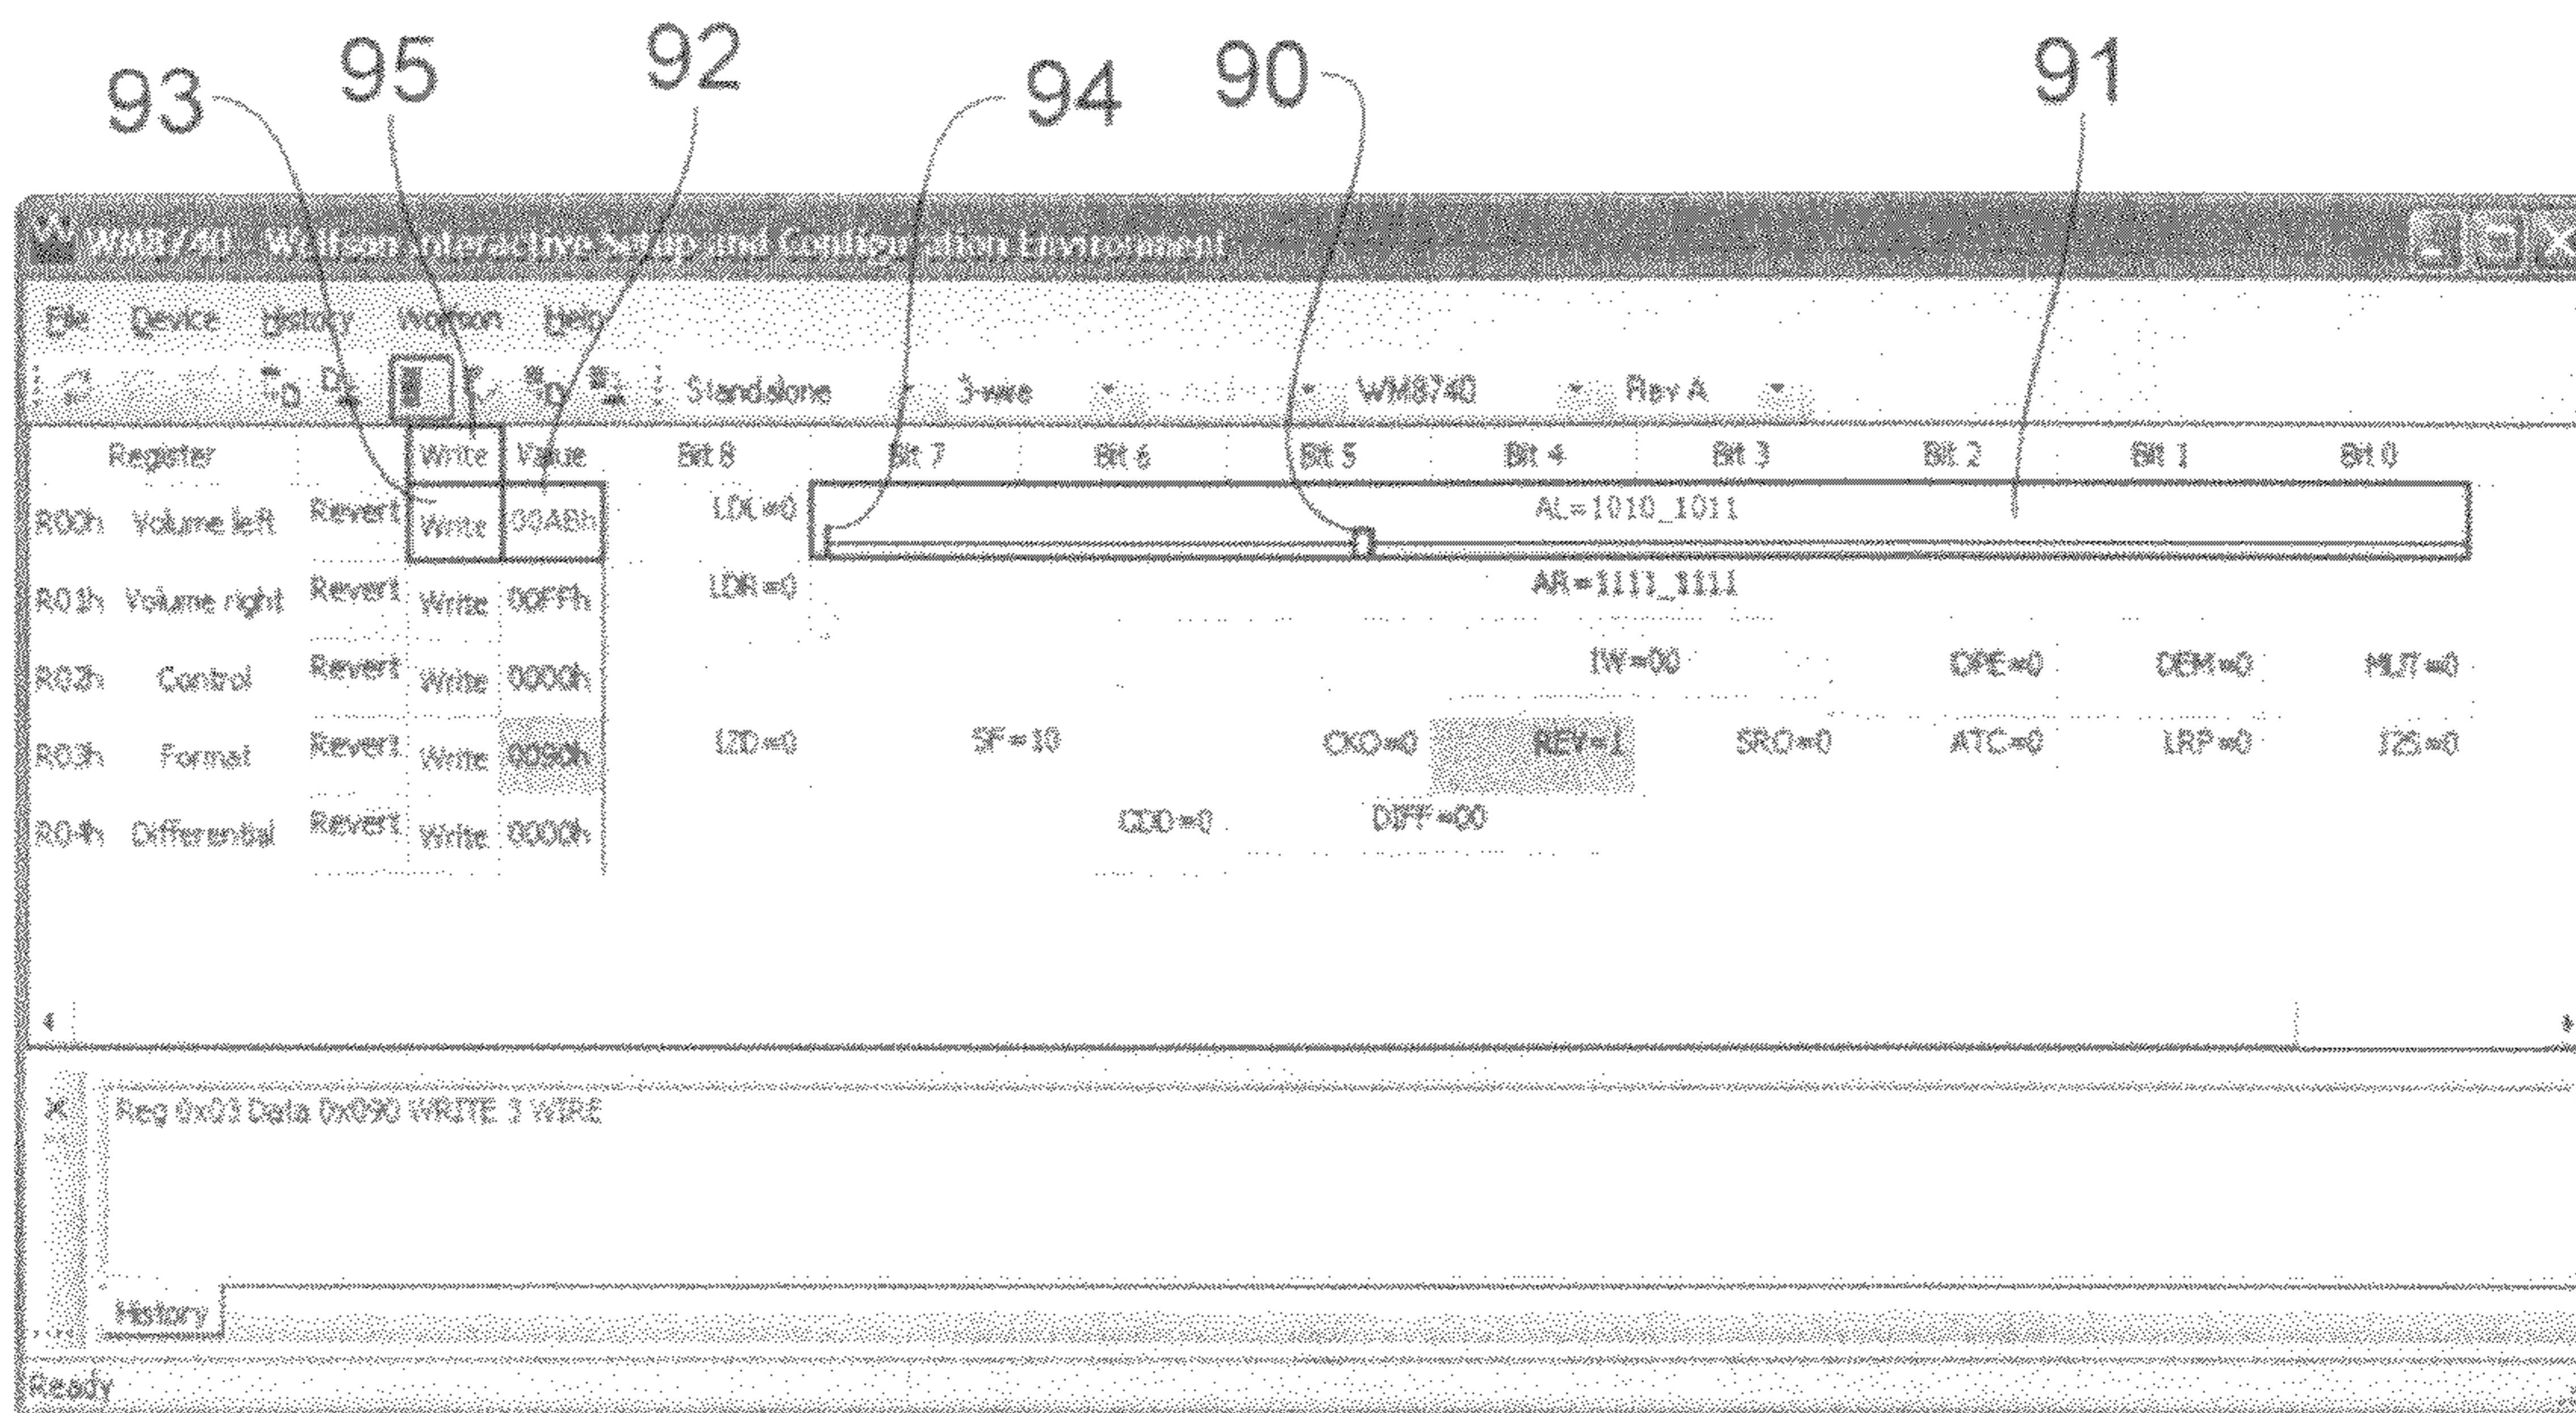 93 95 92 94 90 91
WM8740 - Wolfson Interactive Setup and Configuration Environment
File Device History Wolfson Help
Standalone 3-wire WM8740 Rev A
Register Write Value Bit 8 Bit 7 Bit 6 Bit 5 Bit 4 Bit 3 Bit 2 Bit 1 Bit 0
R00h Volume left Revert Write 00ABh LDL=0 AL=1010_1011
R01h Volume right Revert Write 00FFh LDR=0 AR=1111_1111
R02h Control Revert Write 0000h IW=00 OPE=0 DEM=0 MUT=0
R03h Format Revert Write 0090h IZD=0 SF=10 CKO=0 REV=1 SRO=0 ATC=0 LRP=0 I2S=0
R04h Differential Revert Write 0000h CDD=0 DIFF=00
Reg 0x03 Data 0x090 WRITE 3 WIRE
History
Ready